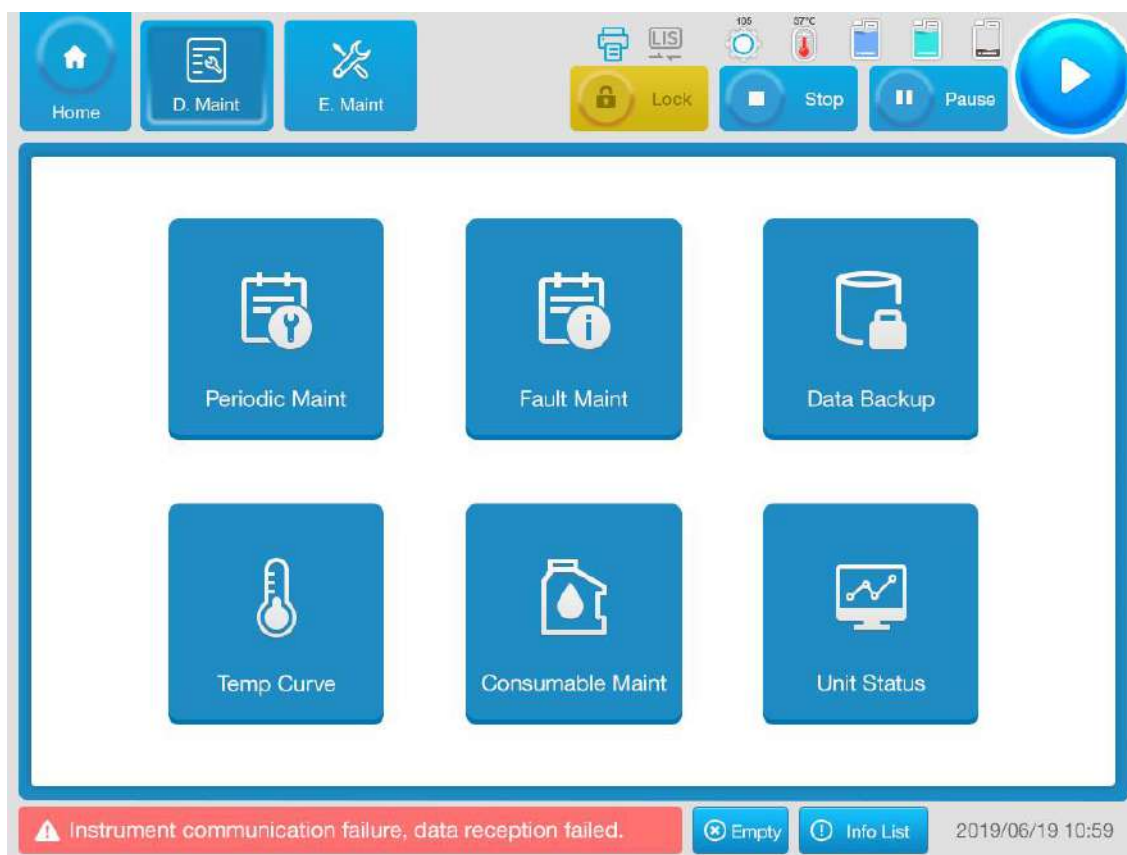 105
37°C
LIS
Home
D. Maint
E. Maint
Lock
Stop
Pause
Periodic Maint
Fault Maint
Data Backup
Temp Curve
Consumable Maint
Unit Status
Instrument communication failure, data reception failed.
Empty
Info List
2019/06/19 10:59